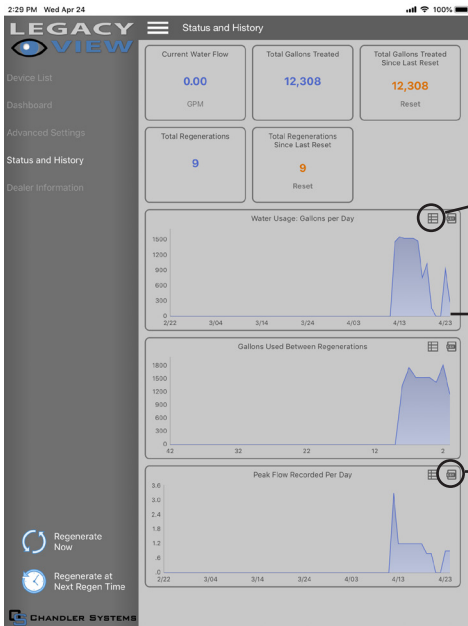 2:29 PM Wed Apr 24
100%
LEGACY
VIEW
Status and History
Device List
Dashboard
Advanced Settings
Status and History
Dealer Information
Current Water Flow
0.00
GPM
Total Gallons Treated
12,308
Total Gallons Treated
Since Last Reset
12,308
Reset
Total Regenerations
9
Total Regenerations
Since Last Reset
9
Reset
Water Usage: Gallons per Day
1500
1200
900
600
300
0
2/22 3/04 3/14 3/24 4/03 4/13 4/23
Gallons Used Between Regenerations
1800
1500
1200
900
600
300
0
42 32 22 12 2
Peak Flow Recorded Per Day
3.6
3.0
2.4
1.8
1.2
.6
.0
2/22 3/04 3/14 3/24 4/03 4/13 4/23
Regenerate
Now
Regenerate at
Next Regen Time
CHANDLER SYSTEMS